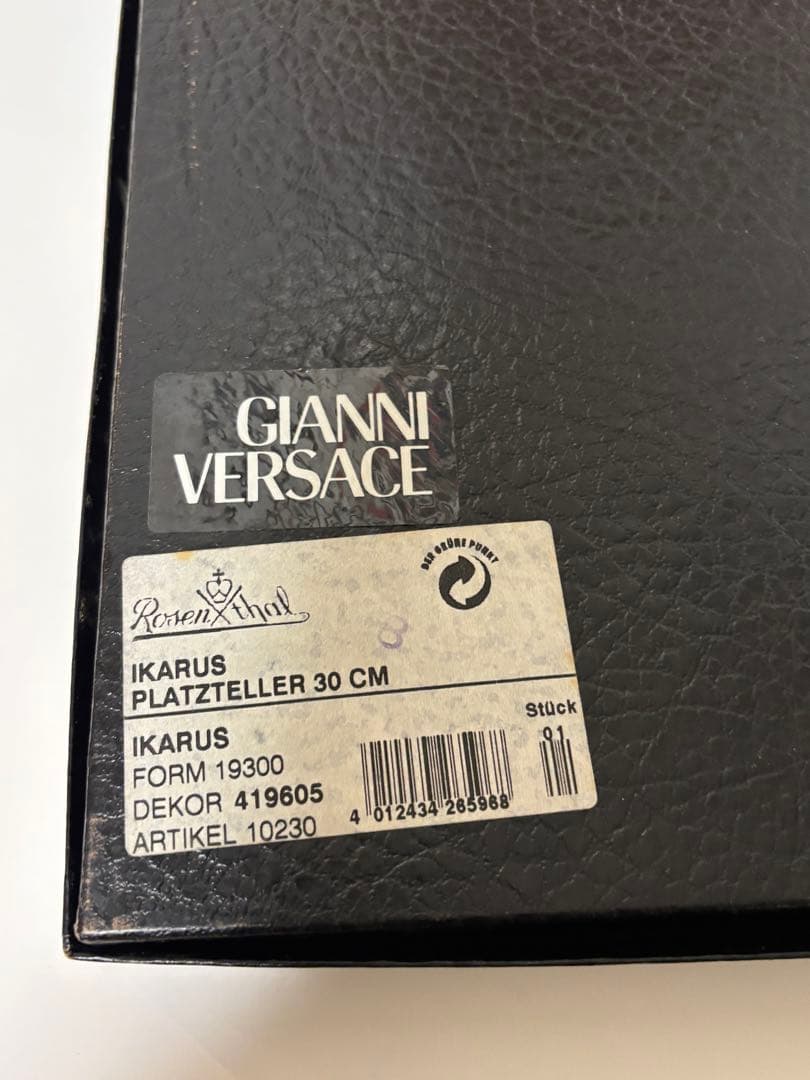 GIANNI
VERSACE
DER GRÜNE PUNKT
Rosenthal
8
IKARUS
PLATZTELLER 30 CM
Stück
IKARUS
01
FORM 19300
DEKOR 419605
4 012434 265968
ARTIKEL 10230